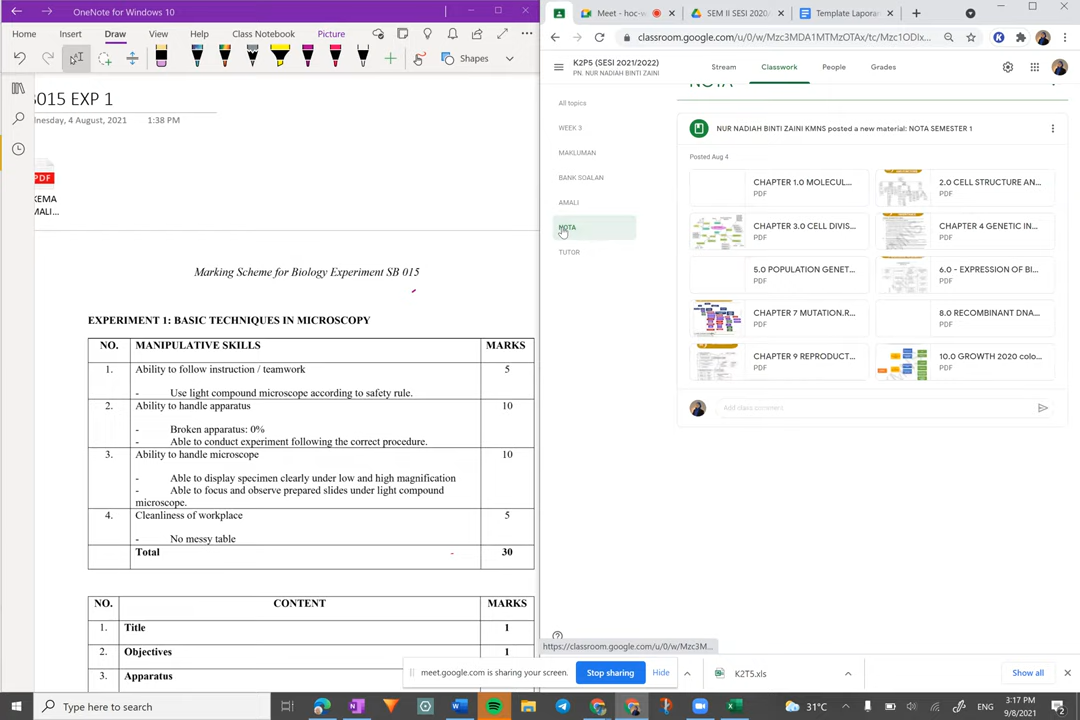 OneNote for Windows 10
Home Insert Draw View Help Class Notebook Picture
Shapes
B015 EXP 1
dnesday, 4 August, 2021 1:38 PM
PDF
KEMA
MALI...
Marking Scheme for Biology Experiment SB 015
EXPERIMENT 1: BASIC TECHNIQUES IN MICROSCOPY
NO. MANIPULATIVE SKILLS MARKS
1. Ability to follow instruction / teamwork 5
- Use light compound microscope according to safety rule.
2. Ability to handle apparatus 10
- Broken apparatus: 0%
- Able to conduct experiment following the correct procedure.
3. Ability to handle microscope 10
- Able to display specimen clearly under low and high magnification
- Able to focus and observe prepared slides under light compound
microscope.
4. Cleanliness of workplace 5
- No messy table
Total 30
NO. CONTENT MARKS
1. Title 1
2. Objectives 1
3. Apparatus
Meet - hoc-w
SEM II SESI 2020/
Template Laporan
classroom.google.com/u/0/w/Mzc3MDA1MTMzOTAx/tc/Mzc1ODIx...
K2P5 (SESI 2021/2022)
PN. NUR NADIAH BINTI ZAINI
Stream Classwork People Grades
All topics
WEEK 3
MAKLUMAN
BANK SOALAN
AMALI
NOTA
TUTOR
NOTA
NUR NADIAH BINTI ZAINI KMNS posted a new material: NOTA SEMESTER 1
Posted Aug 4
CHAPTER 1.0 MOLECUL...
PDF
2.0 CELL STRUCTURE AN...
PDF
CHAPTER 3.0 CELL DIVIS...
PDF
CHAPTER 4 GENETIC IN...
PDF
5.0 POPULATION GENET...
PDF
6.0 - EXPRESSION OF BI...
PDF
CHAPTER 7 MUTATION.R...
PDF
8.0 RECOMBINANT DNA...
PDF
CHAPTER 9 REPRODUCT...
PDF
10.0 GROWTH 2020 colo...
PDF
Add class comment
https://classroom.google.com/u/0/w/Mzc3M...
meet.google.com is sharing your screen. Stop sharing Hide
K2T5.xls
Show all
Type here to search
31°C
ENG
3:17 PM
9/8/2021
2